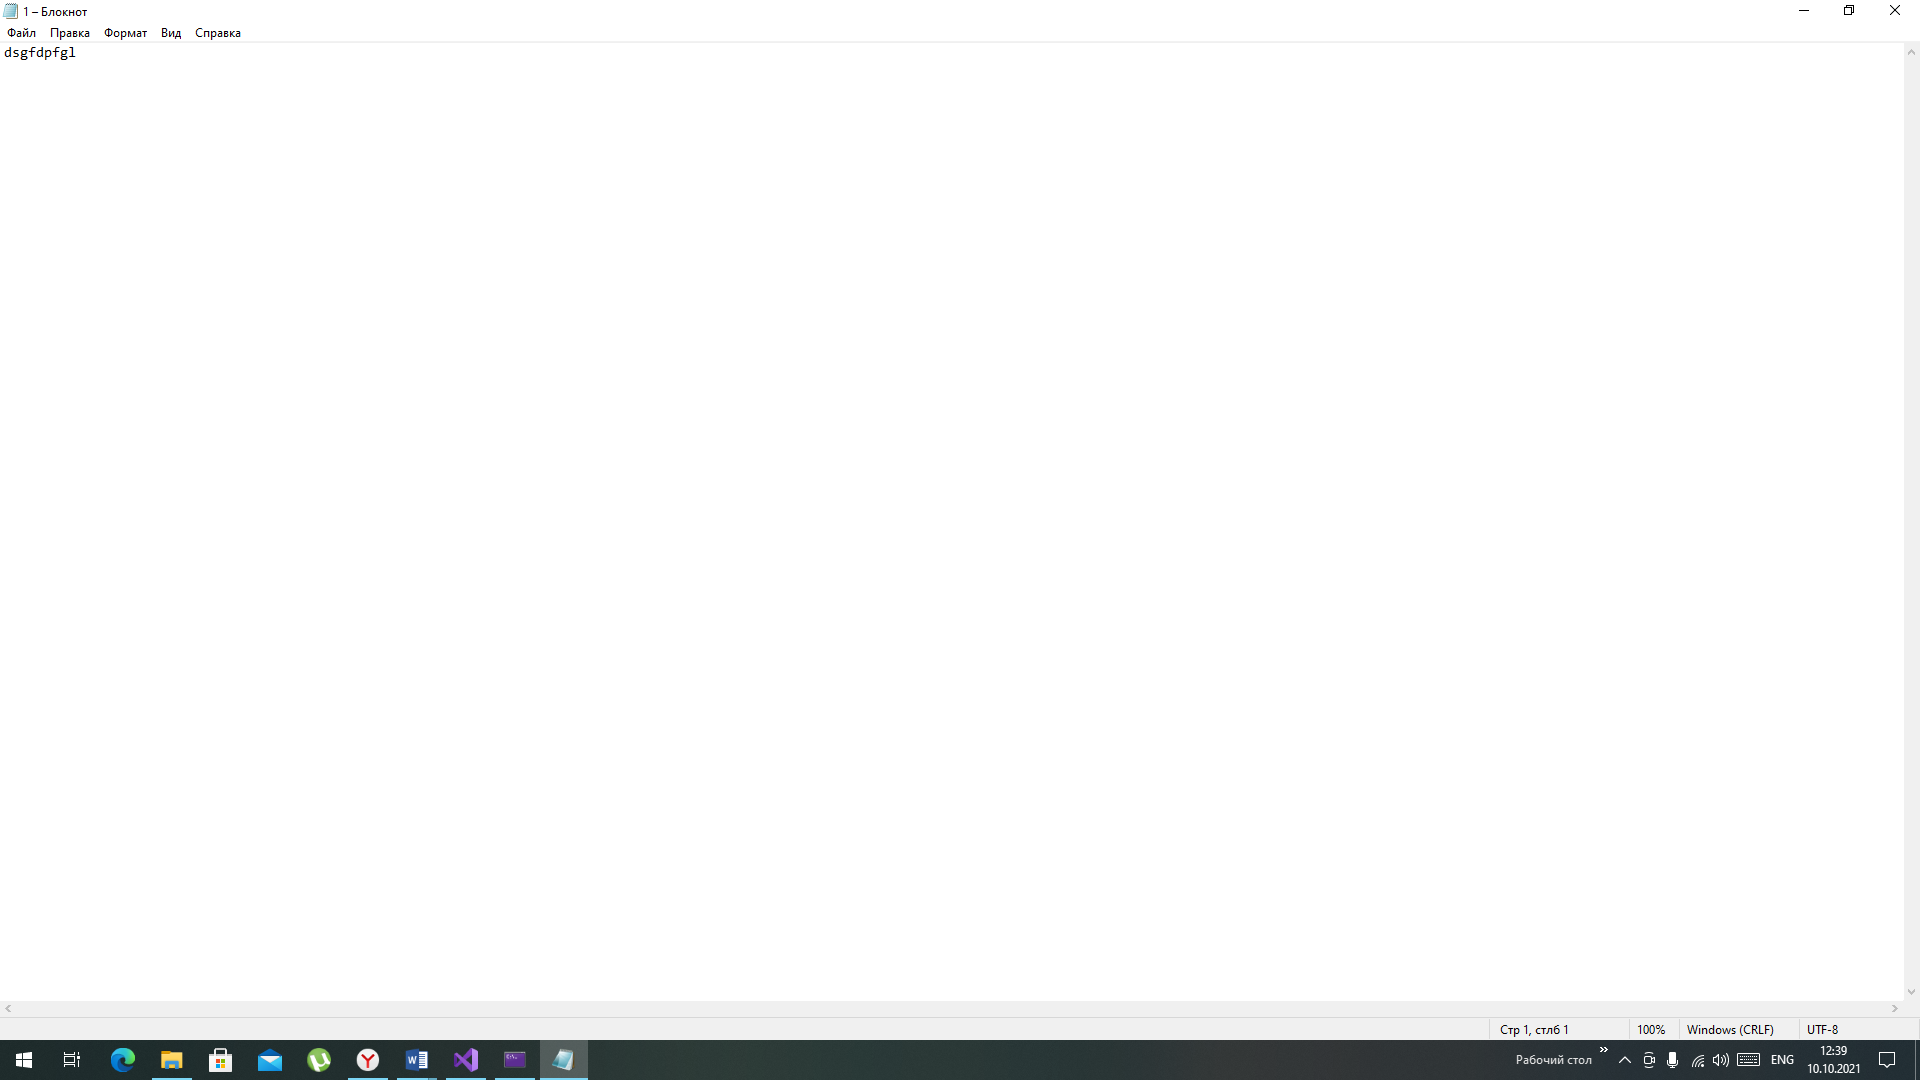 1 – Блокнот
Файл Правка Формат Вид Справка
dsgfdpfgl
Стр 1, стлб 1 100% Windows (CRLF) UTF-8
Рабочий стол » ENG 12:39
10.10.2021